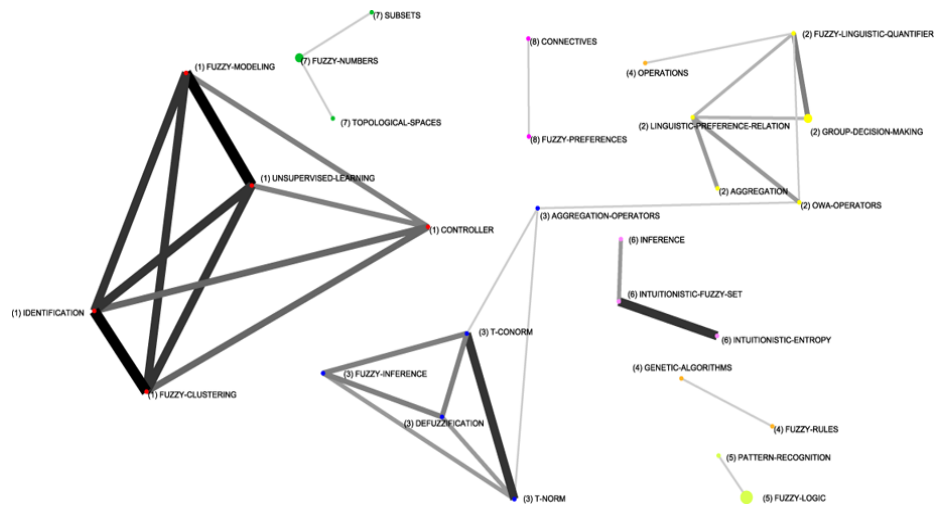 (7) SUBSETS
(8) CONNECTIVES
(2) FUZZY-LINGUISTIC-QUANTIFIER
(7) FUZZY-NUMBERS
(1) FUZZY-MODELING
(4) OPERATIONS
(7) TOPOLOGICAL-SPACES
(2) LINGUISTIC-PREFERENCE-RELATION
(2) GROUP-DECISION-MAKING
(8) FUZZY-PREFERENCES
(1) UNSUPERVISED-LEARNING
(2) AGGREGATION
(2) OWA-OPERATORS
(3) AGGREGATION-OPERATORS
(1) CONTROLLER
(6) INFERENCE
(6) INTUITIONISTIC-FUZZY-SET
(1) IDENTIFICATION
(3) T-CONORM
(6) INTUITIONISTIC-ENTROPY
(4) GENETIC-ALGORITHMS
(3) FUZZY-INFERENCE
(1) FUZZY-CLUSTERING
(3) DEFUZZIFICATION
(4) FUZZY-RULES
(5) PATTERN-RECOGNITION
(3) T-NORM
(5) FUZZY-LOGIC